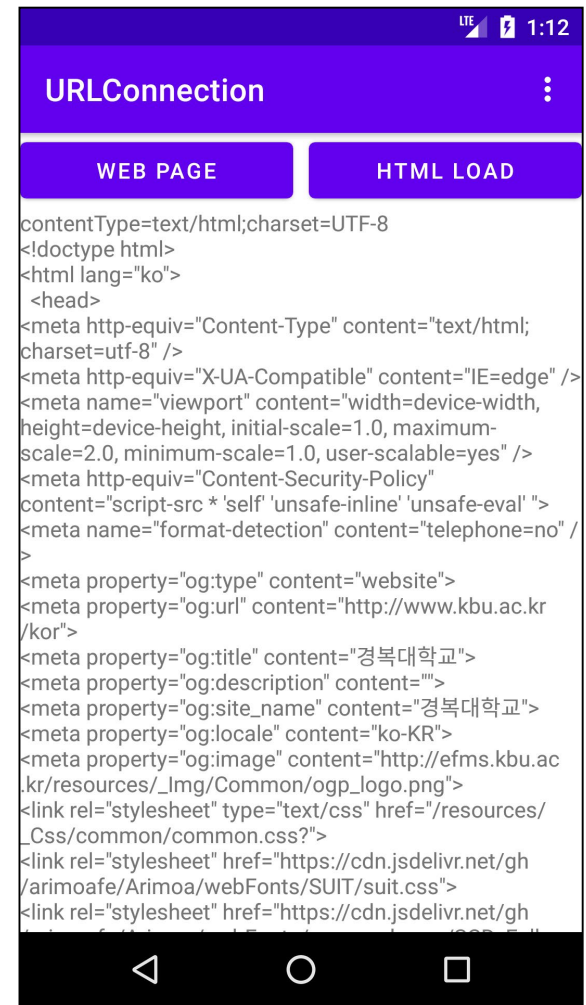 LTE 1:12
URLConnection
WEB PAGE HTML LOAD
contentType=text/html;charset=UTF-8
<!doctype html>
<html lang="ko">
<head>
<meta http-equiv="Content-Type" content="text/html;
charset=utf-8" />
<meta http-equiv="X-UA-Compatible" content="IE=edge" />
<meta name="viewport" content="width=device-width,
height=device-height, initial-scale=1.0, maximum-
scale=2.0, minimum-scale=1.0, user-scalable=yes" />
<meta http-equiv="Content-Security-Policy"
content="script-src * 'self' 'unsafe-inline' 'unsafe-eval' ">
<meta name="format-detection" content="telephone=no" /
>
<meta property="og:type" content="website">
<meta property="og:url" content="http://www.kbu.ac.kr
/kor">
<meta property="og:title" content="경복대학교">
<meta property="og:description" content="">
<meta property="og:site_name" content="경복대학교">
<meta property="og:locale" content="ko-KR">
<meta property="og:image" content="http://efms.kbu.ac
.kr/resources/_Img/Common/ogp_logo.png">
<link rel="stylesheet" type="text/css" href="/resources/
_Css/common/common.css?">
<link rel="stylesheet" href="https://cdn.jsdelivr.net/gh
/arimoafe/Arimoa/webFonts/SUIT/suit.css">
<link rel="stylesheet" href="https://cdn.jsdelivr.net/gh